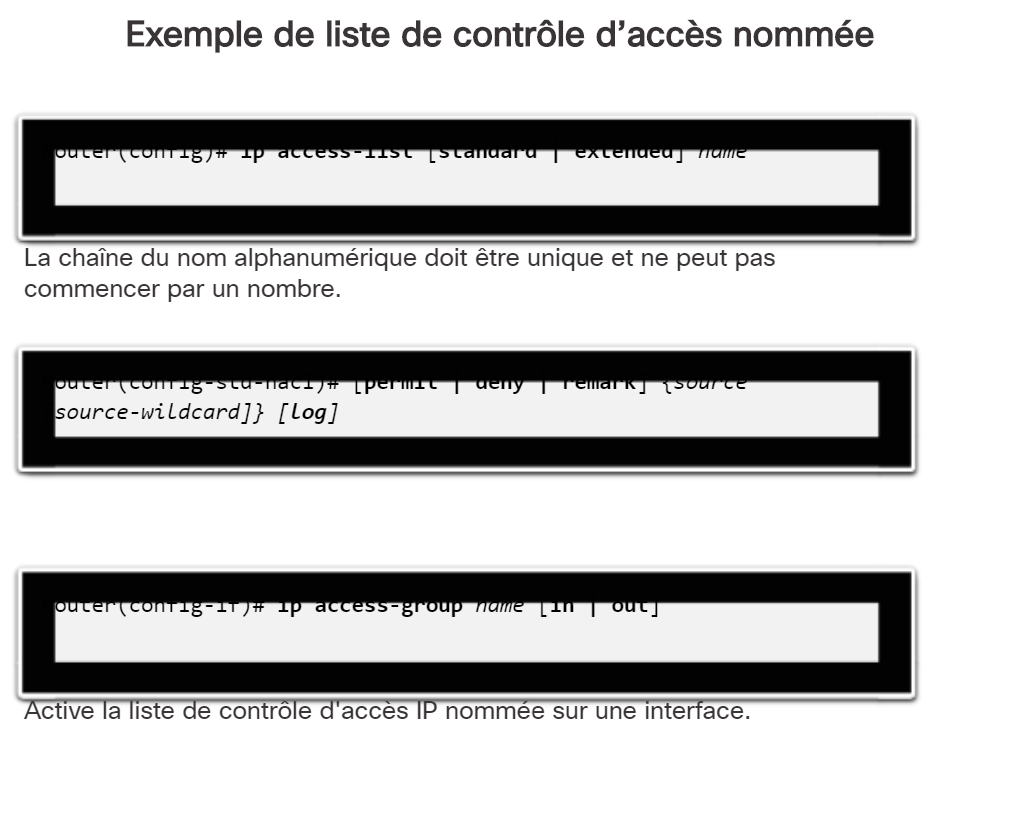 Exemple de liste de contrôle d’accès nommée
outer(config)# ip access-list [standard | extended] name
La chaîne du nom alphanumérique doit être unique et ne peut pas
commencer par un nombre.
outer(config-std-nacl)# [permit | deny | remark] {source
source-wildcard]} [log]
outer(config-if)# ip access-group name [in | out]
Active la liste de contrôle d'accès IP nommée sur une interface.